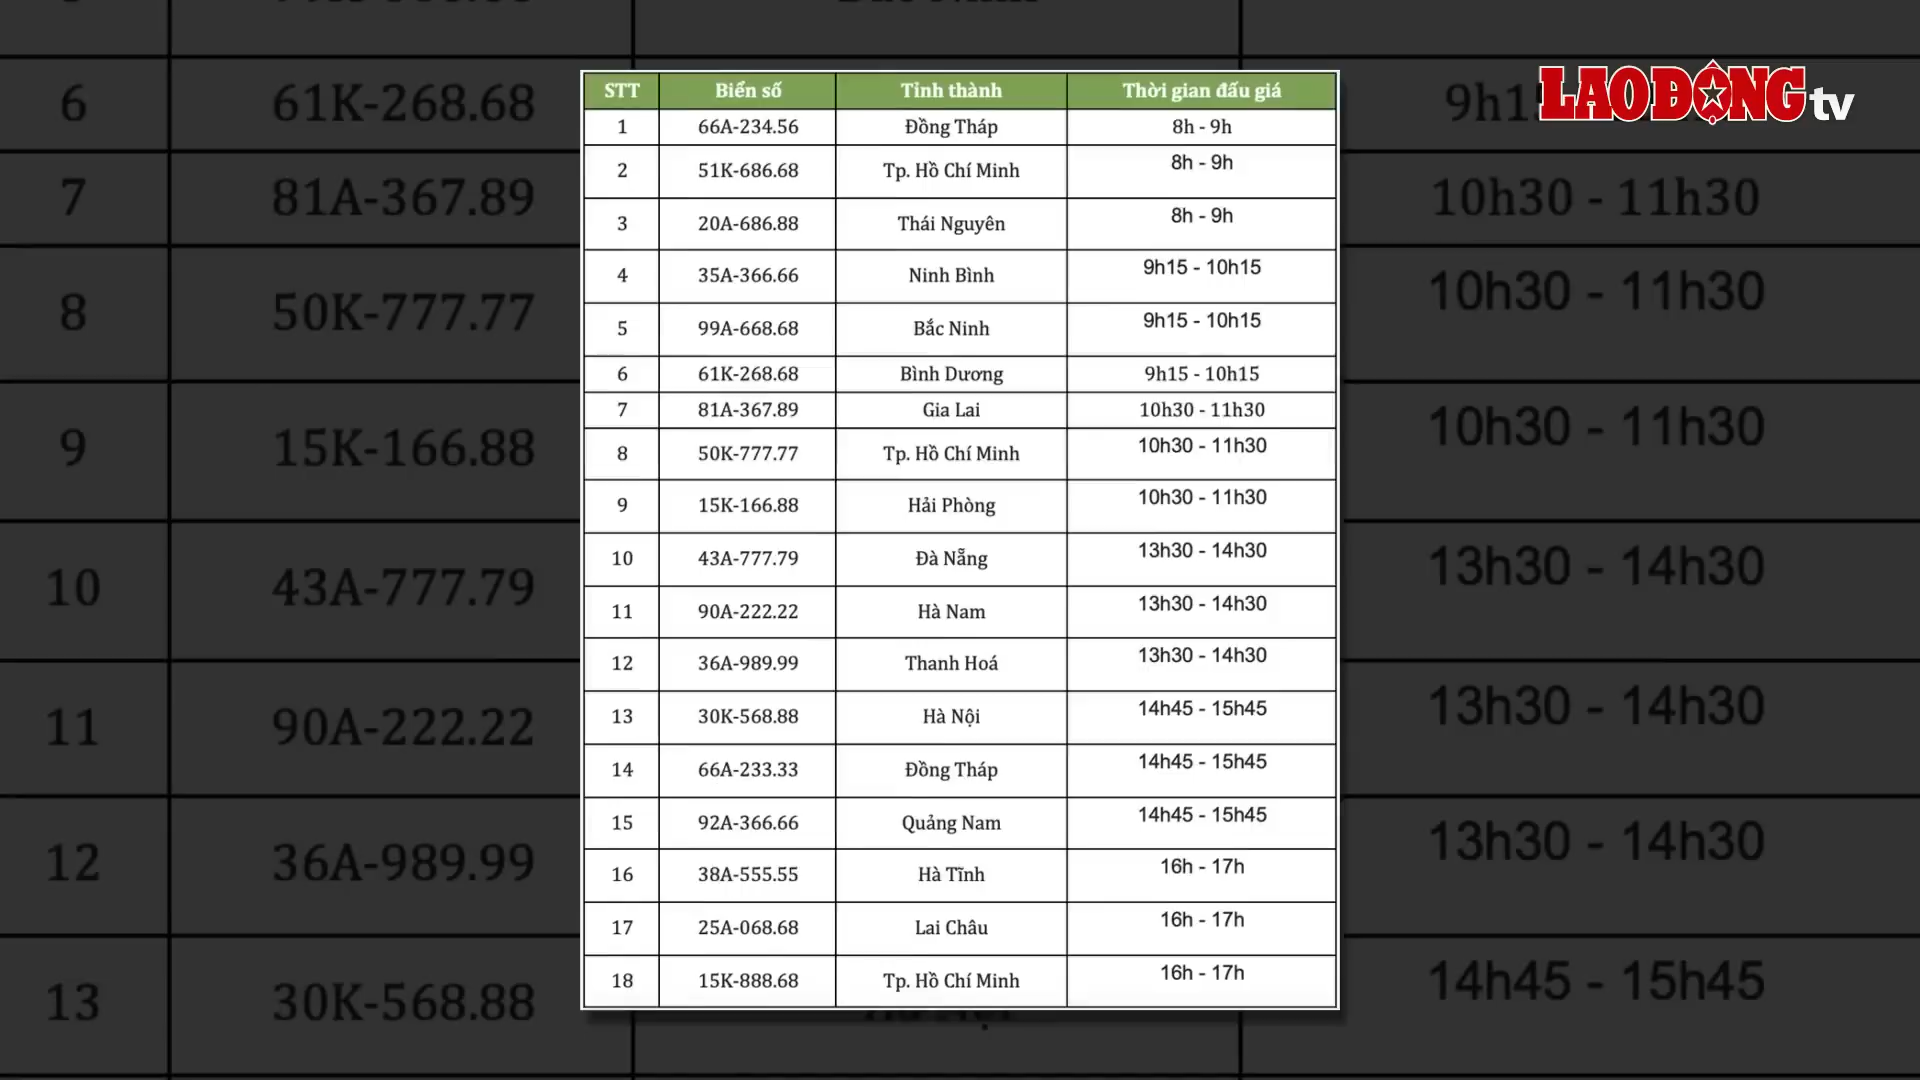 LAO ĐỘNG tv
STT Biển số Tỉnh thành Thời gian đấu giá
1 66A-234.56 Đồng Tháp 8h - 9h
2 51K-686.68 Tp. Hồ Chí Minh 8h - 9h
3 20A-686.88 Thái Nguyên 8h - 9h
4 35A-366.66 Ninh Bình 9h15 - 10h15
5 99A-668.68 Bắc Ninh 9h15 - 10h15
6 61K-268.68 Bình Dương 9h15 - 10h15
7 81A-367.89 Gia Lai 10h30 - 11h30
8 50K-777.77 Tp. Hồ Chí Minh 10h30 - 11h30
9 15K-166.88 Hải Phòng 10h30 - 11h30
10 43A-777.79 Đà Nẵng 13h30 - 14h30
11 90A-222.22 Hà Nam 13h30 - 14h30
12 36A-989.99 Thanh Hoá 13h30 - 14h30
13 30K-568.88 Hà Nội 14h45 - 15h45
14 66A-233.33 Đồng Tháp 14h45 - 15h45
15 92A-366.66 Quảng Nam 14h45 - 15h45
16 38A-555.55 Hà Tĩnh 16h - 17h
17 25A-068.68 Lai Châu 16h - 17h
18 15K-888.68 Tp. Hồ Chí Minh 16h - 17h
6 61K-268.68
7 81A-367.89 10h30 - 11h30
8 50K-777.77 10h30 - 11h30
9 15K-166.88 10h30 - 11h30
10 43A-777.79 13h30 - 14h30
11 90A-222.22 13h30 - 14h30
12 36A-989.99 13h30 - 14h30
13 30K-568.88 14h45 - 15h45